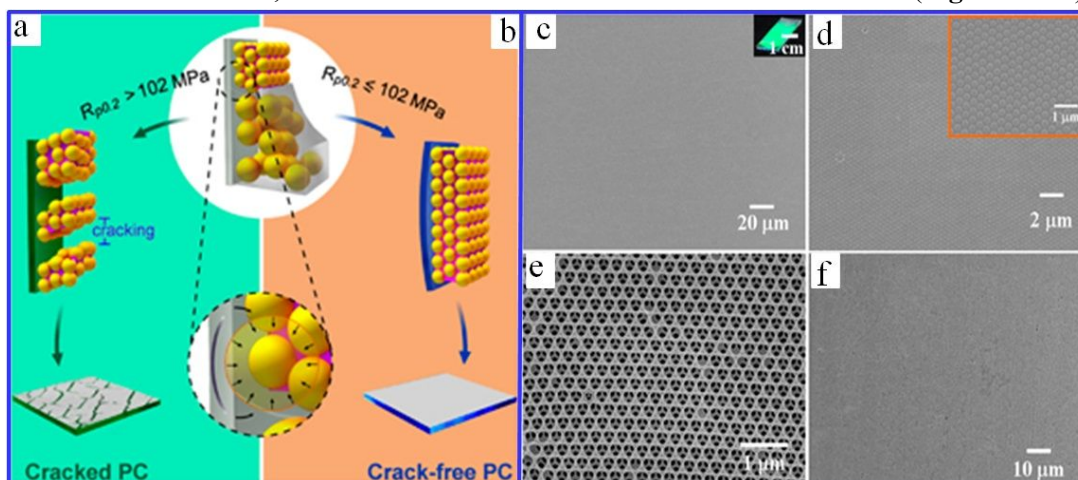 a
b
c
d
e
f
R_p0.2 > 102 MPa
R_p0.2 ≤ 102 MPa
cracking
Cracked PC
Crack-free PC
1 cm
20 μm
1 μm
2 μm
1 μm
10 μm